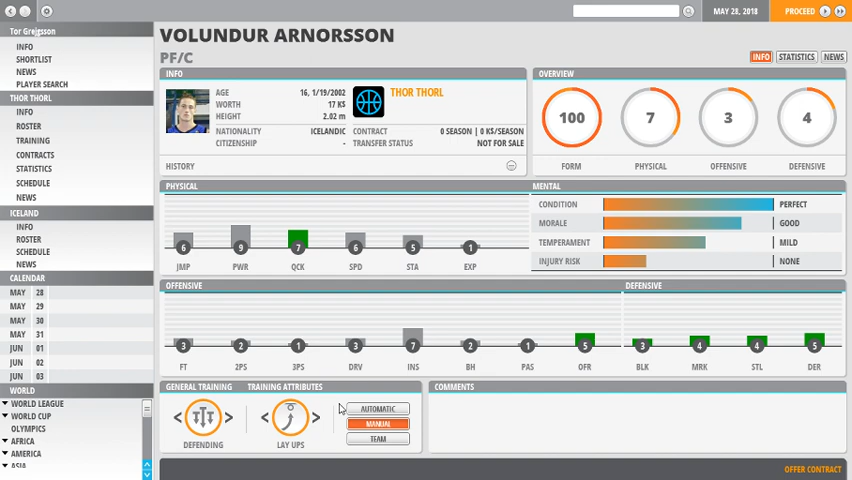 MAY 28, 2018
PROCEED
Tor Grejgsson
INFO
SHORTLIST
NEWS
PLAYER SEARCH
THOR THORL
INFO
ROSTER
TRAINING
CONTRACTS
STATISTICS
SCHEDULE
NEWS
ICELAND
INFO
ROSTER
SCHEDULE
NEWS
CALENDAR
MAY 28
MAY 29
MAY 30
MAY 31
JUN 01
JUN 02
JUN 03
WORLD
WORLD LEAGUE
WORLD CUP
OLYMPICS
AFRICA
AMERICA
ASIA
VOLUNDUR ARNORSSON
PF/C
INFO STATISTICS NEWS
INFO
AGE 16, 1/19/2002
WORTH 17 K$
HEIGHT 2.02 m
NATIONALITY ICELANDIC
CITIZENSHIP -
THOR THORL
CONTRACT 0 SEASON | 0 K$/SEASON
TRANSFER STATUS NOT FOR SALE
HISTORY
OVERVIEW
100 7 3 4
FORM PHYSICAL OFFENSIVE DEFENSIVE
PHYSICAL
6 9 7 6 5 1
JMP PWR QCK SPD STA EXP
MENTAL
CONDITION PERFECT
MORALE GOOD
TEMPERAMENT MILD
INJURY RISK NONE
OFFENSIVE
3 2 1 3 7 2 1 5
FT 2PS 3PS DRV INS BH PAS OFR
DEFENSIVE
3 4 4 5
BLK MRK STL DER
GENERAL TRAINING TRAINING ATTRIBUTES
< > < >
DEFENDING LAY UPS
AUTOMATIC
MANUAL
TEAM
COMMENTS
OFFER CONTRACT